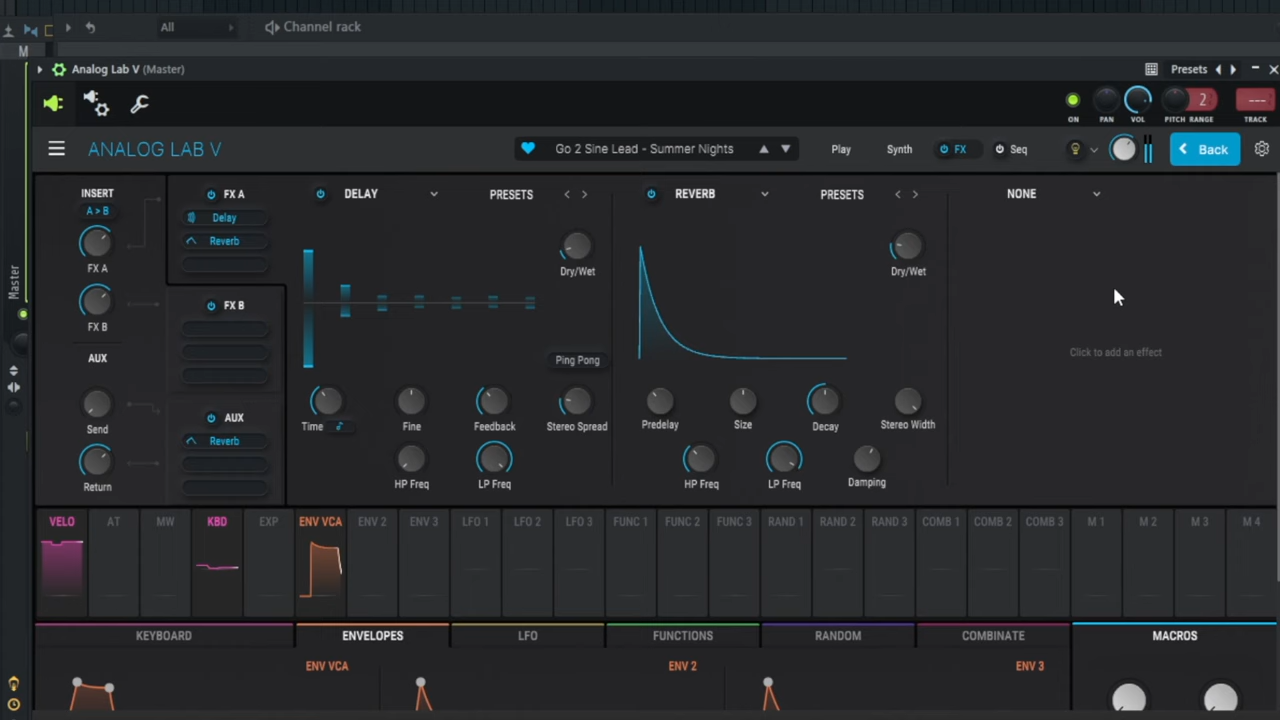 All
Channel rack
M
Analog Lab V (Master)
Presets
ON PAN VOL PITCH RANGE TRACK
2
---
ANALOG LAB V
Go 2 Sine Lead - Summer Nights
Play
Synth
FX
Seq
Back
INSERT
A > B
FX A
FX B
AUX
Send
Return
FX A
Delay
Reverb
FX B
AUX
Reverb
DELAY
PRESETS
Dry/Wet
Ping Pong
Time
Fine
Feedback
Stereo Spread
HP Freq
LP Freq
REVERB
PRESETS
Dry/Wet
Predelay
Size
Decay
Stereo Width
HP Freq
LP Freq
Damping
NONE
Click to add an effect
Master
VELO AT MW KBD EXP ENV VCA ENV 2 ENV 3 LFO 1 LFO 2 LFO 3 FUNC 1 FUNC 2 FUNC 3 RAND 1 RAND 2 RAND 3 COMB 1 COMB 2 COMB 3 M 1 M 2 M 3 M 4
KEYBOARD ENVELOPES LFO FUNCTIONS RANDOM COMBINATE MACROS
ENV VCA ENV 2 ENV 3